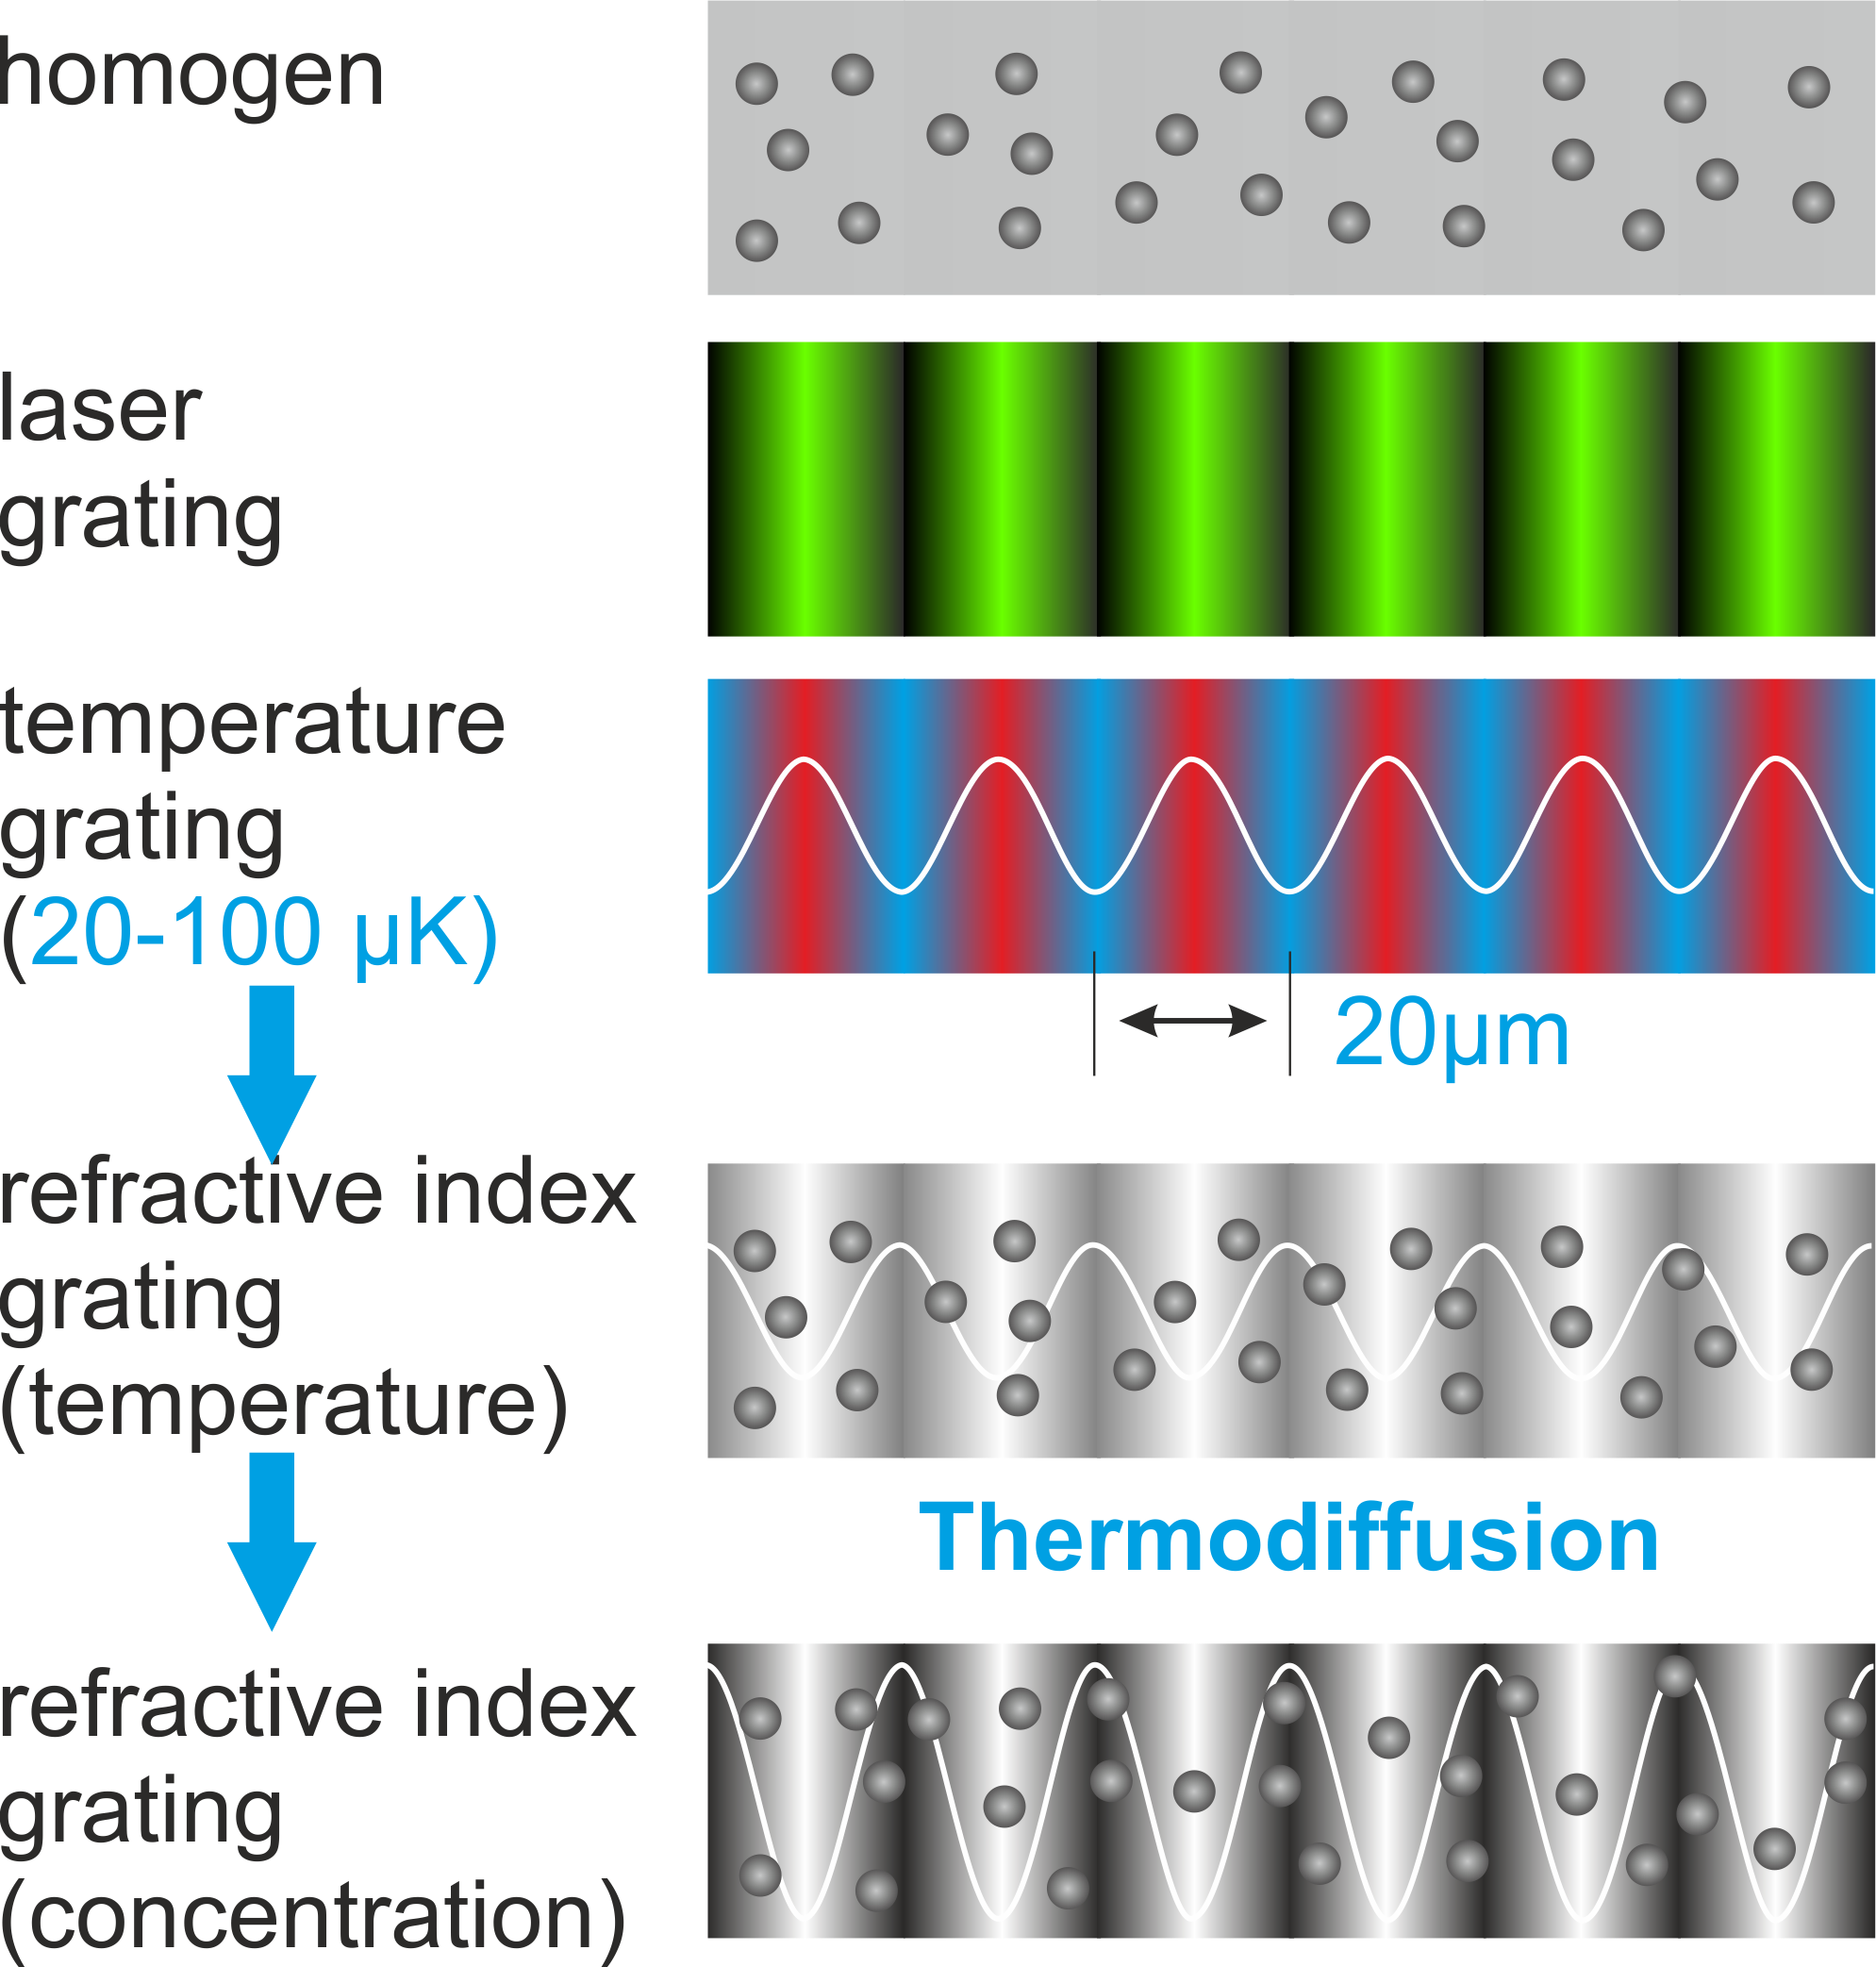 homogen
laser
grating
temperature
grating
(20-100 µK)
20µm
refractive index
grating
(temperature)
Thermodiffusion
refractive index
grating
(concentration)